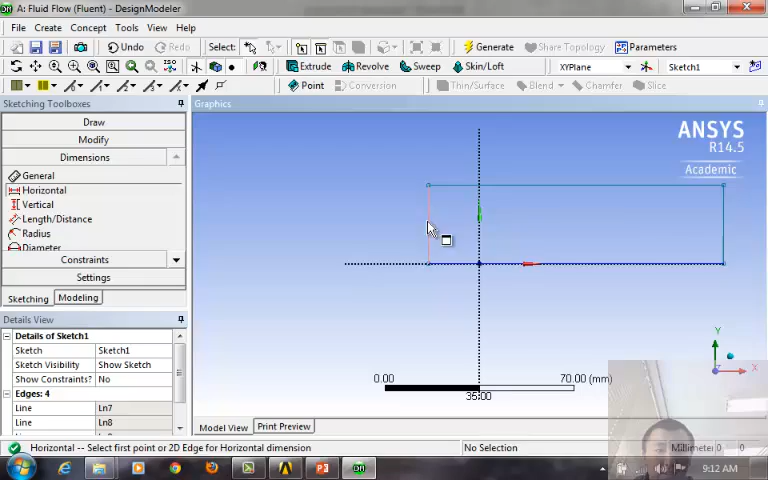 A: Fluid Flow (Fluent) - DesignModeler
File Create Concept Tools View Help
Undo Redo Select: Generate Share Topology Parameters
ISO XYPlane Sketch1
Extrude Revolve Sweep Skin/Loft
Point Conversion Thin/Surface Blend Chamfer Slice
Sketching Toolboxes
Draw
Modify
Dimensions
General
Horizontal
Vertical
Length/Distance
Radius
Diameter
Constraints
Settings
Sketching Modeling
Details View
Details of Sketch1
Sketch Sketch1
Sketch Visibility Show Sketch
Show Constraints? No
Edges: 4
Line Ln7
Line Ln8
Graphics
ANSYS
R14.5
Academic
0.00 70.00 (mm)
35.00
Y
X
Model View Print Preview
Horizontal -- Select first point or 2D Edge for Horizontal dimension No Selection Millimeter 0 0
9:12 AM